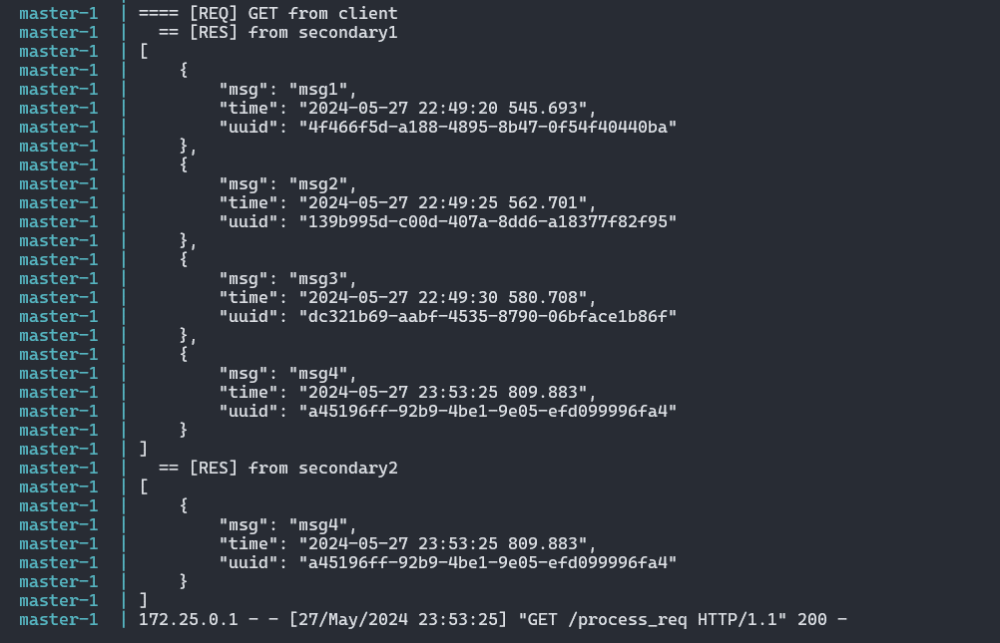 master-1 | ==== [REQ] GET from client
master-1 |   == [RES] from secondary1
master-1 | [
master-1 |     {
master-1 |         "msg": "msg1",
master-1 |         "time": "2024-05-27 22:49:20 545.693",
master-1 |         "uuid": "4f466f5d-a188-4895-8b47-0f54f40440ba"
master-1 |     },
master-1 |     {
master-1 |         "msg": "msg2",
master-1 |         "time": "2024-05-27 22:49:25 562.701",
master-1 |         "uuid": "139b995d-c00d-407a-8dd6-a18377f82f95"
master-1 |     },
master-1 |     {
master-1 |         "msg": "msg3",
master-1 |         "time": "2024-05-27 22:49:30 580.708",
master-1 |         "uuid": "dc321b69-aabf-4535-8790-06bface1b86f"
master-1 |     },
master-1 |     {
master-1 |         "msg": "msg4",
master-1 |         "time": "2024-05-27 23:53:25 809.883",
master-1 |         "uuid": "a45196ff-92b9-4be1-9e05-efd099996fa4"
master-1 |     }
master-1 | ]
master-1 |   == [RES] from secondary2
master-1 | [
master-1 |     {
master-1 |         "msg": "msg4",
master-1 |         "time": "2024-05-27 23:53:25 809.883",
master-1 |         "uuid": "a45196ff-92b9-4be1-9e05-efd099996fa4"
master-1 |     }
master-1 | ]
master-1 | 172.25.0.1 - - [27/May/2024 23:53:25] "GET /process_req HTTP/1.1" 200 -